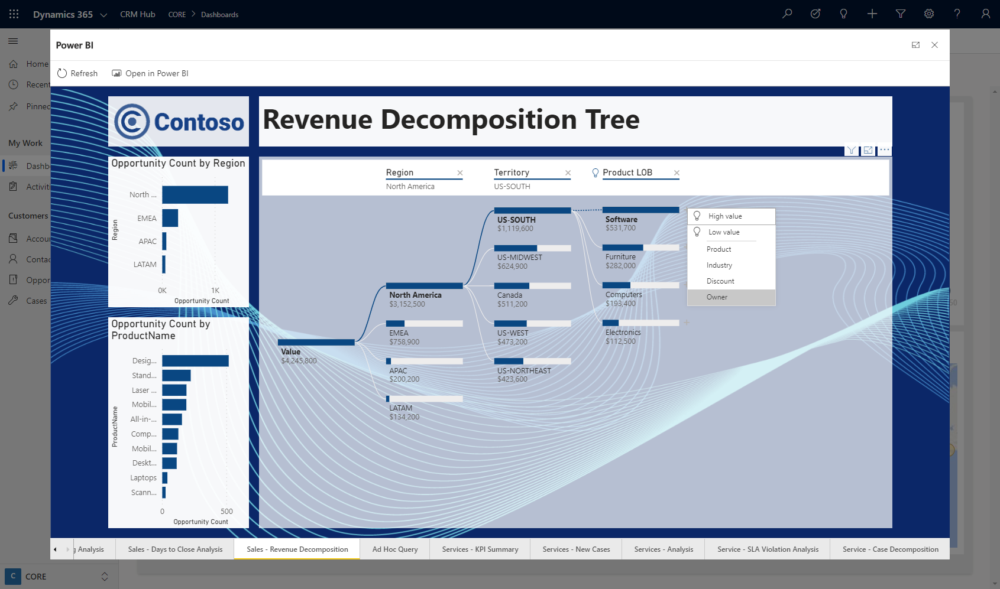 Dynamics 365
CRM Hub
CORE
Dashboards
Power BI
Refresh
Open in Power BI
Home
Recent
Pinned
My Work
Dashb
Activiti
Customers
Accou
Contac
Oppor
Cases
C CORE
Contoso
Revenue Decomposition Tree
Opportunity Count by Region
Region
North ...
EMEA
APAC
LATAM
0K 1K
Opportunity Count
Opportunity Count by
ProductName
ProductName
Desig...
Stand...
Laser ...
Mobil...
All-in-...
Comp...
Mobil...
Deskt...
Laptops
Scann...
0 500
Opportunity Count
Region
North America
Territory
US-SOUTH
Product LOB
Value
$4,245,800
North America
$3,152,500
EMEA
$758,900
APAC
$200,200
LATAM
$134,200
US-SOUTH
$1,119,600
US-MIDWEST
$624,900
Canada
$511,200
US-WEST
$473,200
US-NORTHEAST
$423,600
Software
$531,700
Furniture
$282,000
Computers
$193,400
Electronics
$112,500
High value
Low value
Product
Industry
Discount
Owner
Analysis
Sales - Days to Close Analysis
Sales - Revenue Decomposition
Ad Hoc Query
Services - KPI Summary
Services - New Cases
Services - Analysis
Service - SLA Violation Analysis
Service - Case Decomposition